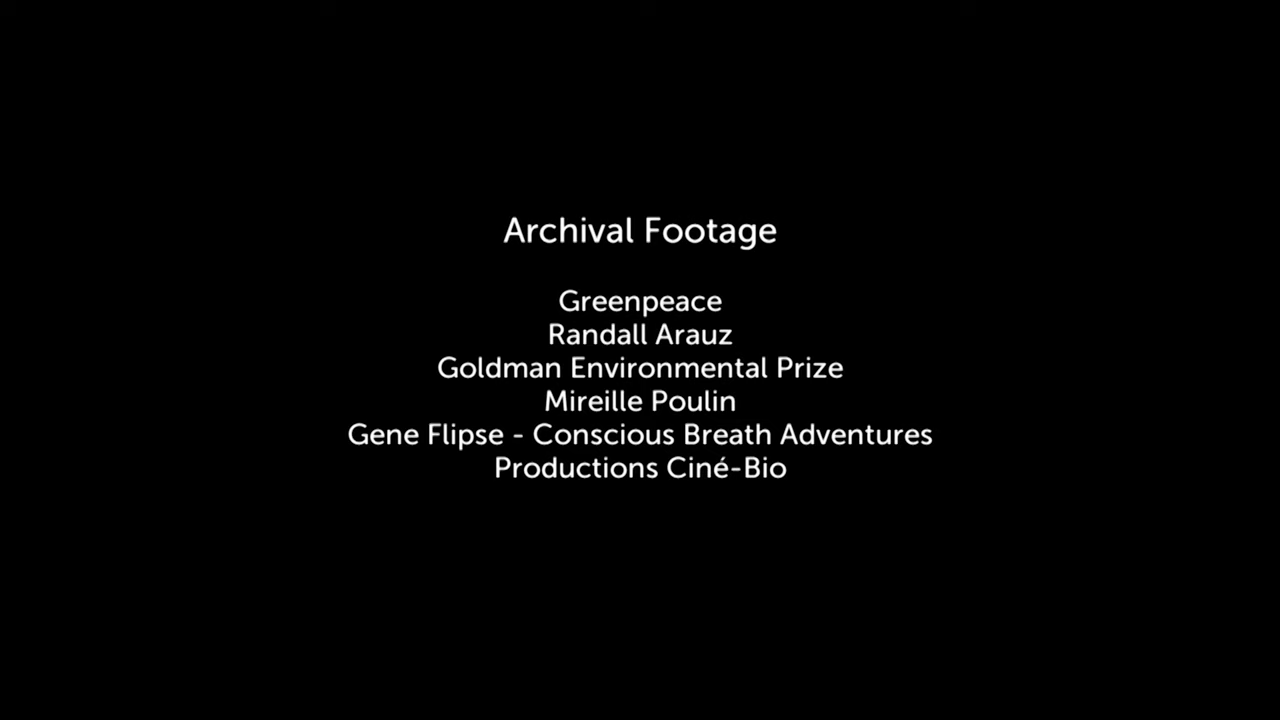 Archival Footage
Greenpeace
Randall Arauz
Goldman Environmental Prize
Mireille Poulin
Gene Flipse - Conscious Breath Adventures
Productions Ciné-Bio